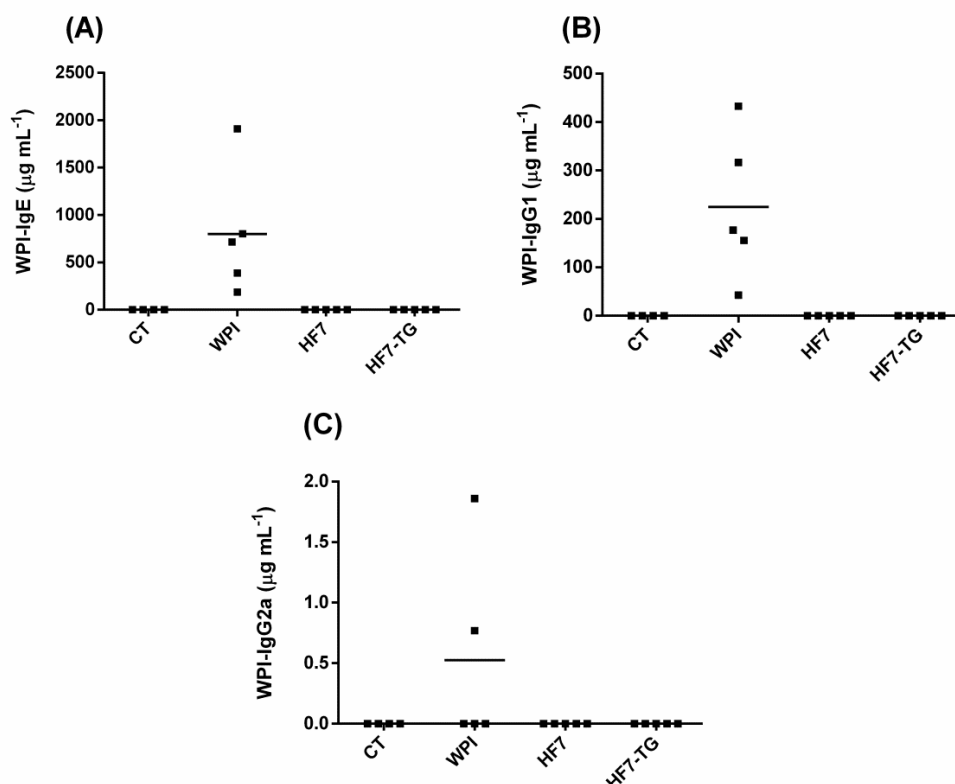 (A)
WPI-IgE (μg mL⁻¹)
2500
2000
1500
1000
500
0
CT
WPI
HF7
HF7-TG
(B)
WPI-IgG1 (μg mL⁻¹)
500
400
300
200
100
0
CT
WPI
HF7
HF7-TG
(C)
WPI-IgG2a (μg mL⁻¹)
2.0
1.5
1.0
0.5
0.0
CT
WPI
HF7
HF7-TG